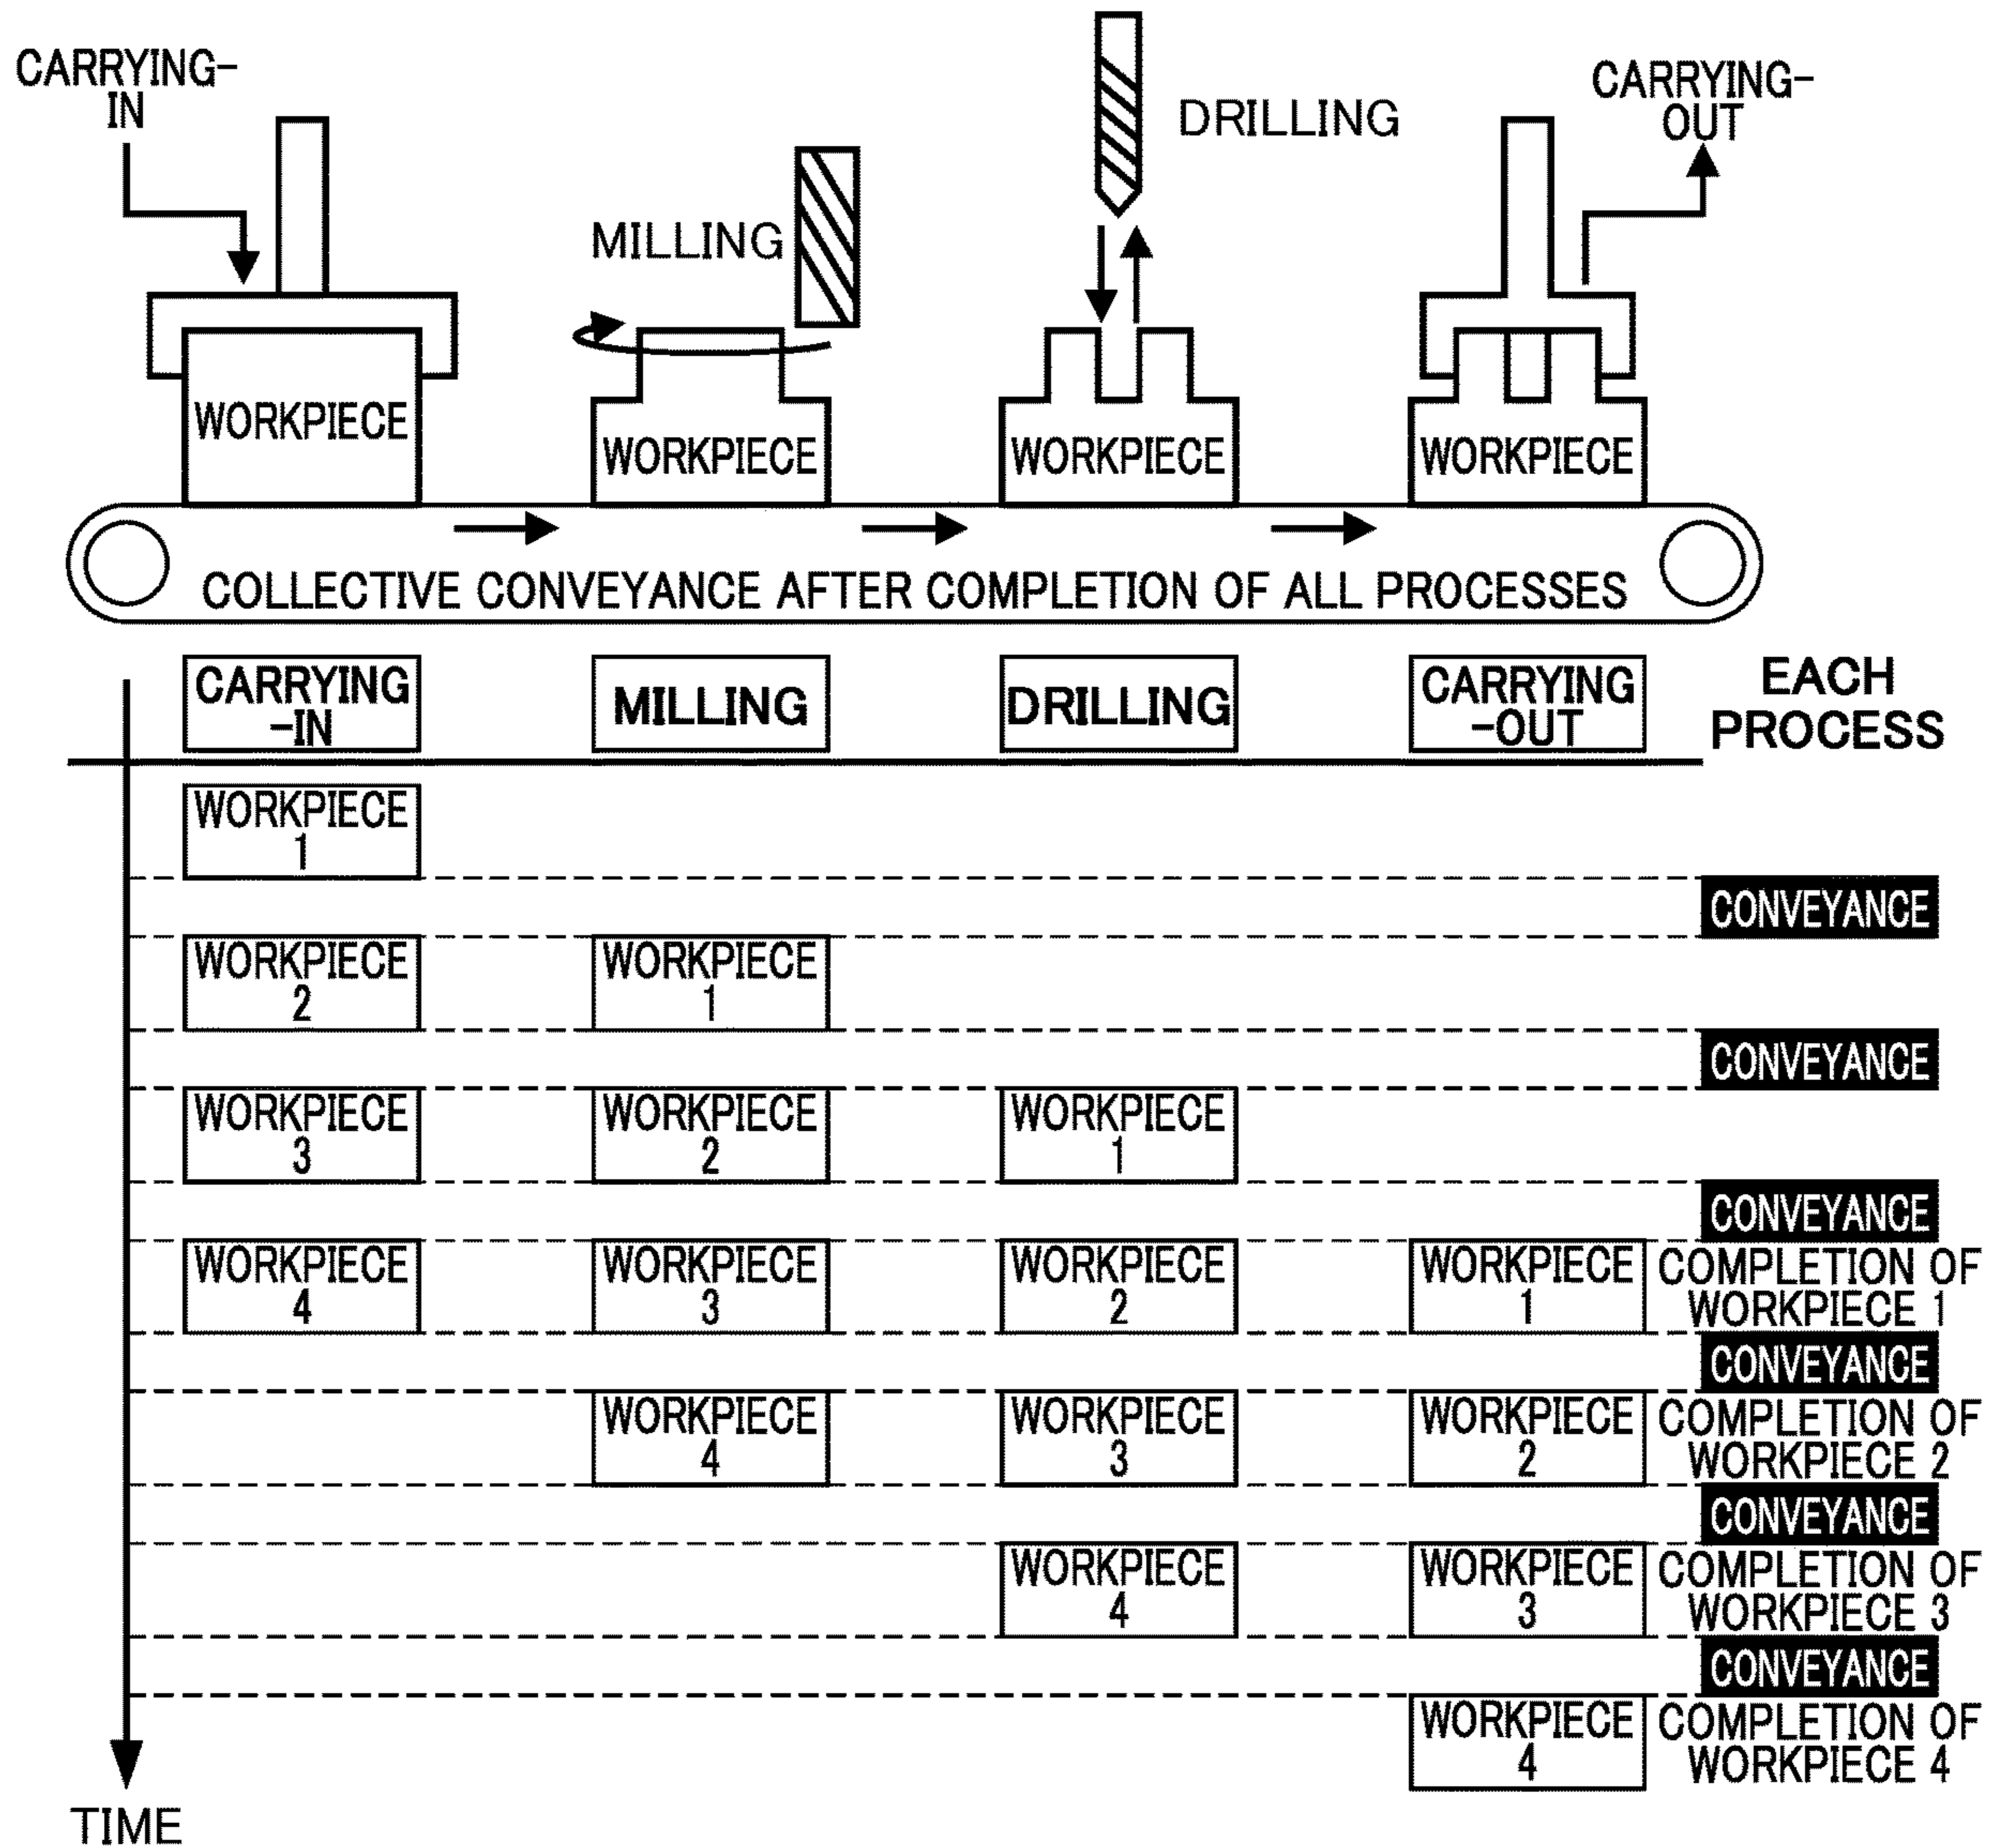 CARRYING-
IN
MILLING
DRILLING
CARRYING-
OUT
WORKPIECE
WORKPIECE
WORKPIECE
WORKPIECE
COLLECTIVE CONVEYANCE AFTER COMPLETION OF ALL PROCESSES
CARRYING
-IN
MILLING
DRILLING
CARRYING
-OUT
EACH
PROCESS
WORKPIECE
1
CONVEYANCE
WORKPIECE
2
WORKPIECE
1
CONVEYANCE
WORKPIECE
3
WORKPIECE
2
WORKPIECE
1
CONVEYANCE
WORKPIECE
4
WORKPIECE
3
WORKPIECE
2
WORKPIECE
1
COMPLETION OF
WORKPIECE 1
CONVEYANCE
WORKPIECE
4
WORKPIECE
3
WORKPIECE
2
COMPLETION OF
WORKPIECE 2
CONVEYANCE
WORKPIECE
4
WORKPIECE
3
COMPLETION OF
WORKPIECE 3
CONVEYANCE
WORKPIECE
4
COMPLETION OF
WORKPIECE 4
TIME